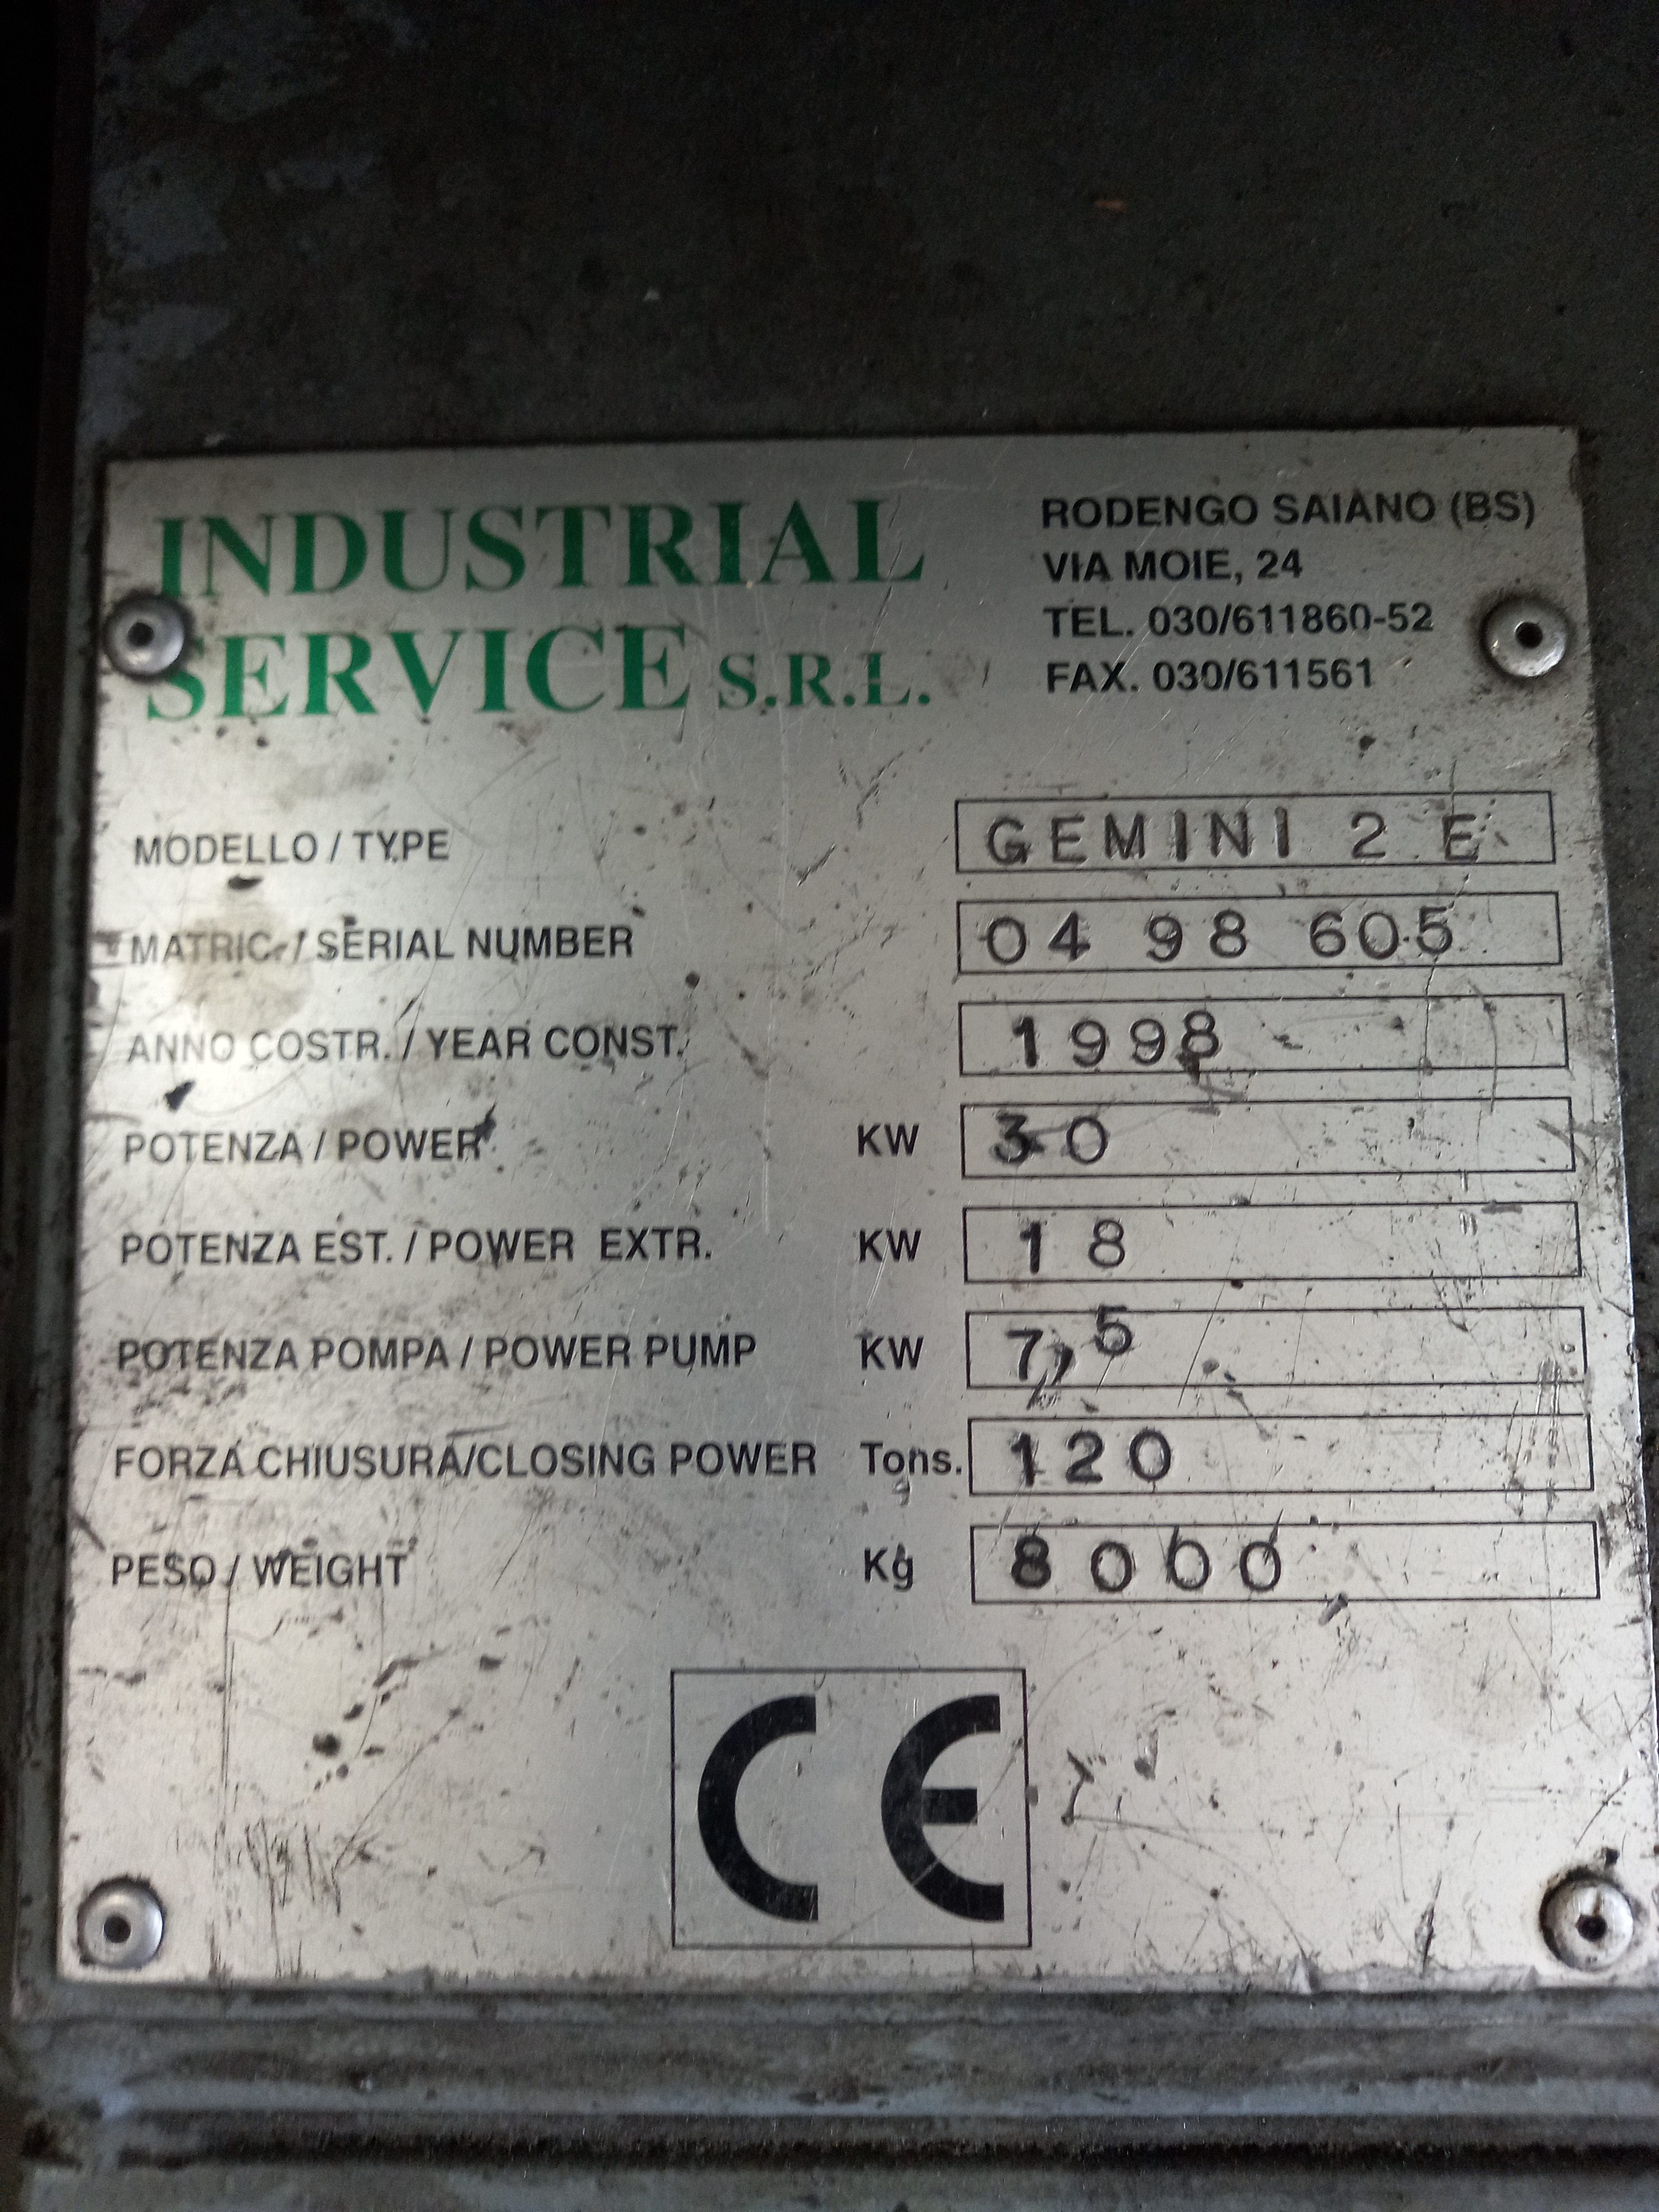 INDUSTRIAL
SERVICE S.R.L.
RODENGO SAIANO (BS)
VIA MOIE, 24
TEL. 030/611860-52
FAX. 030/611561
MODELLO / TYPE GEMINI 2 E
MATRIC. / SERIAL NUMBER 04 98 605
ANNO COSTR. / YEAR CONST. 1998
POTENZA / POWER KW 30
POTENZA EST. / POWER EXTR. KW 18
POTENZA POMPA / POWER PUMP KW 7,5
FORZA CHIUSURA/CLOSING POWER Tons. 120
PESO / WEIGHT Kg 8000
CE